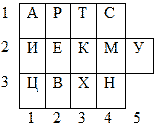 1 А Р Т С
2 И Е К М У
3 Ц В Х Н
1 2 3 4 5